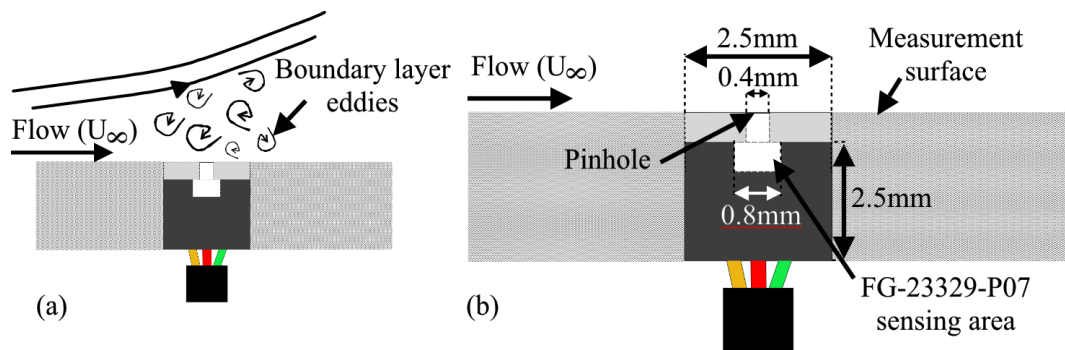 Boundary layer
eddies
Flow (U∞)
(a)
2.5mm
Flow (U∞)
0.4mm
Measurement
surface
Pinhole
2.5mm
0.8mm
FG-23329-P07
sensing area
(b)